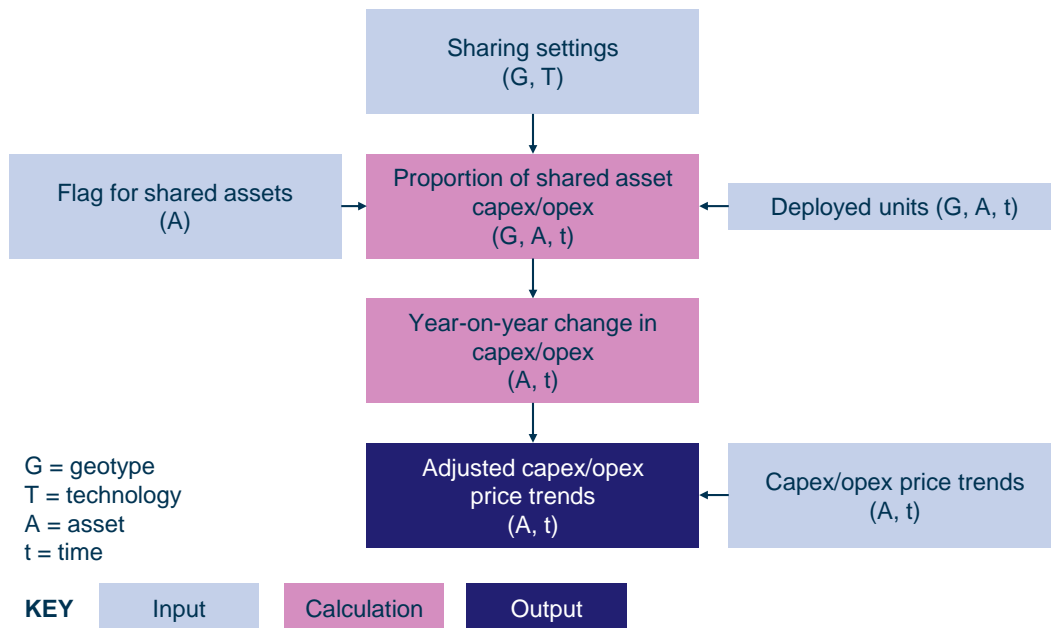 Sharing settings
(G, T)
Flag for shared assets
(A)
Proportion of shared asset
capex/opex
(G, A, t)
Deployed units (G, A, t)
Year-on-year change in
capex/opex
(A, t)
Adjusted capex/opex
price trends
(A, t)
Capex/opex price trends
(A, t)
G = geotype
T = technology
A = asset
t = time
KEY
Input
Calculation
Output